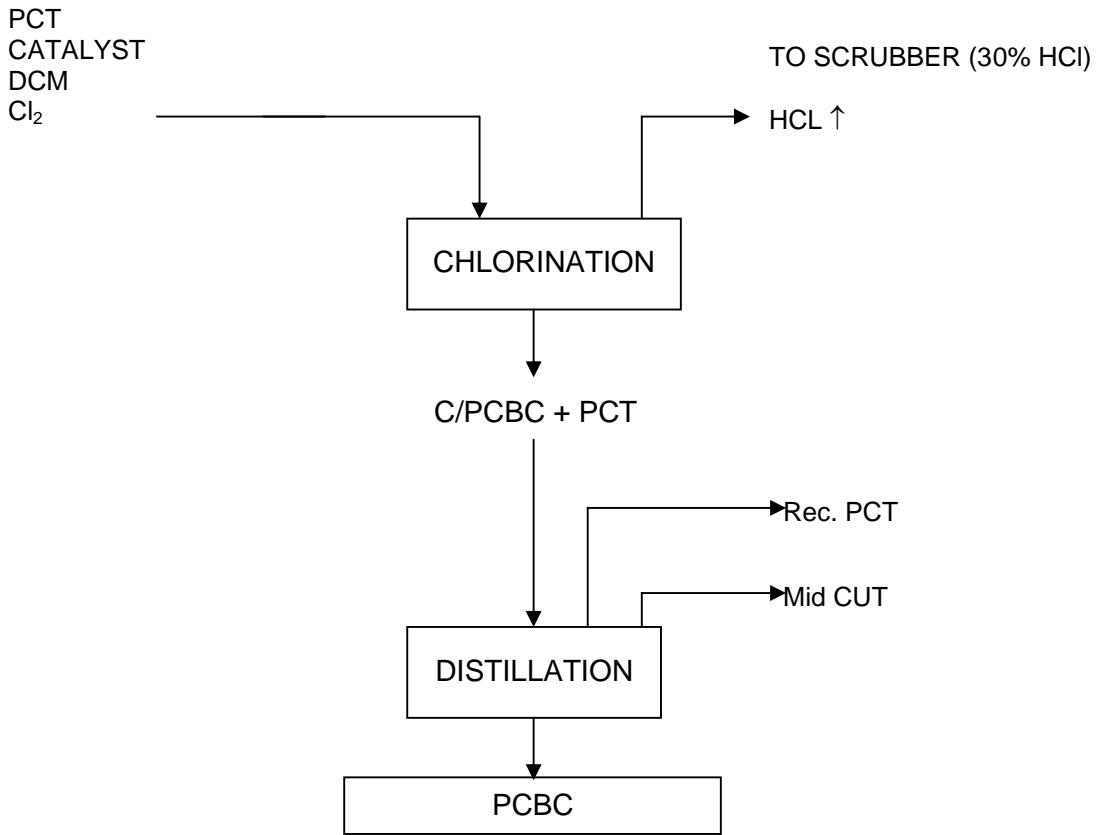 PCT
CATALYST
DCM
Cl₂
TO SCRUBBER (30% HCl)
HCL ↑
CHLORINATION
C/PCBC + PCT
Rec. PCT
Mid CUT
DISTILLATION
PCBC